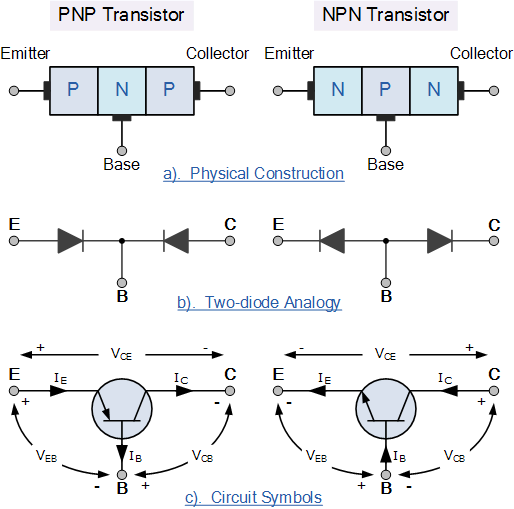 PNP Transistor NPN Transistor
Emitter Collector Emitter Collector
P N P N P N
Base Base
a). Physical Construction
E C E C
B B
b). Two-diode Analogy
+ VCE - - VCE +
E IE IC C E IE IC C
+ - - +
VEB IB VCB VEB IB VCB
- B + + B -
c). Circuit Symbols